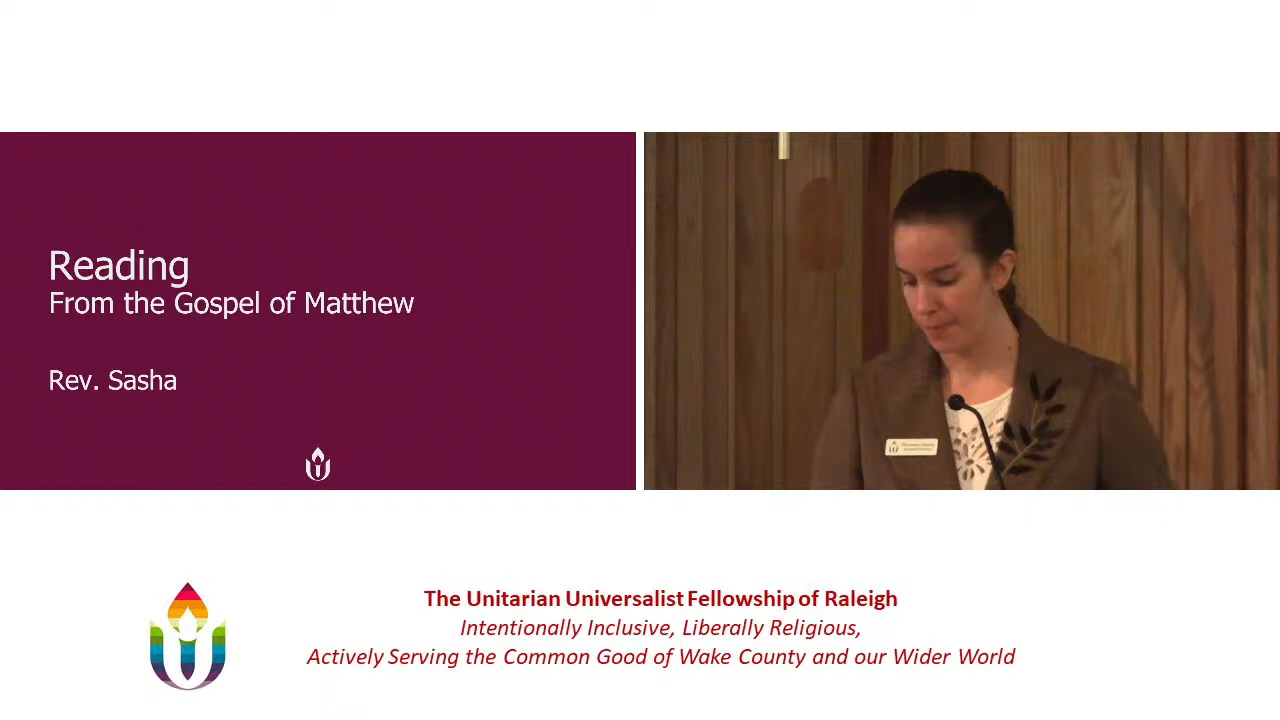 Reading
From the Gospel of Matthew
Rev. Sasha
The Unitarian Universalist Fellowship of Raleigh
Intentionally Inclusive, Liberally Religious,
Actively Serving the Common Good of Wake County and our Wider World